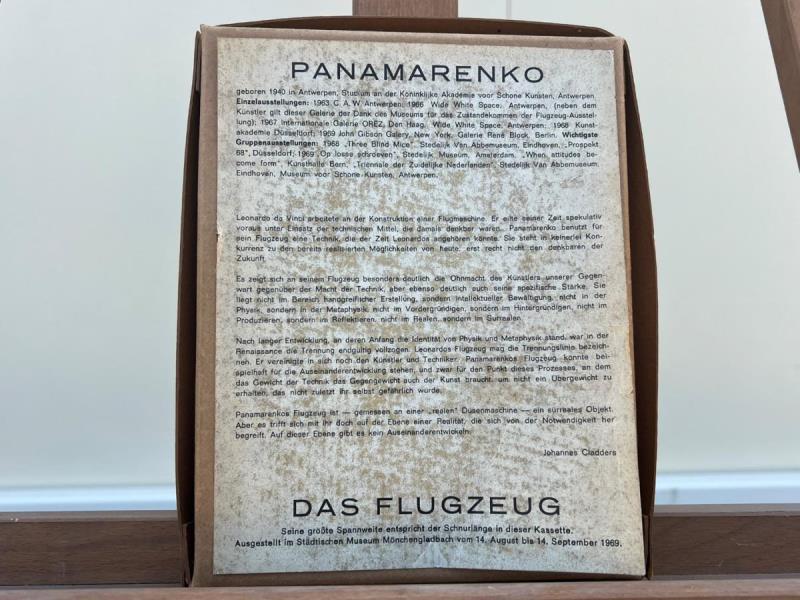 PANAMARENKO
geboren 1940 in Antwerpen, Studium an der Koninklijke Akademie voor Schone Kunsten, Antwerpen.
Einzelausstellungen: 1963 C. A. W. Antwerpen; 1966 Wide White Space, Antwerpen, (neben dem
Künstler gilt dieser Galerie der Dank des Museums für das Zustandekommen der Flugzeug-Ausstel-
lung); 1967 Internationale Galerie OREZ, Den Haag, Wide White Space, Antwerpen; 1968 Kunst-
akademie Düsseldorf; 1969 John Gibson Galery, New York, Galerie René Block, Berlin. Wichtigste
Gruppenausstellungen: 1968 „Three Blind Mice", Stedelijk Van Abbemuseum, Eindhoven, „Prospekt
68", Düsseldorf; 1969 „Op losse schroeven", Stedelijk Museum, Amsterdam, „When attitudes be-
come form", Kunsthalle Bern, „Triennale der Zuidelijke Nederlanden", Stedelijk Van Abbemuseum,
Eindhoven, Museum voor Schone Kunsten, Antwerpen.
Leonardo da Vinci arbeitete an der Konstruktion einer Flugmaschine. Er eilte seiner Zeit spekulativ
voraus unter Einsatz der technischen Mittel, die damals denkbar waren. Panamarenko benutzt für
sein Flugzeug eine Technik, die der Zeit Leonardos angehören könnte. Sie steht in keinerlei Kon-
kurrenz zu den bereits realisierten Möglichkeiten von heute, erst recht nicht den denkbaren der
Zukunft.
Es zeigt sich an seinem Flugzeug besonders deutlich die Ohnmacht des Künstlers unserer Gegen-
wart gegenüber der Macht der Technik, aber ebenso deutlich auch seine spezifische Stärke. Sie
liegt nicht im Bereich handgreiflicher Erstellung, sondern intellektueller Bewältigung, nicht in der
Physik, sondern in der Metaphysik, nicht im Vordergründigen, sondern im Hintergründigen, nicht im
Produzieren, sondern im Reflektieren, nicht im Realen, sondern im Surrealen.
Nach langer Entwicklung, an deren Anfang die Identität von Physik und Metaphysik stand, war in der
Renaissance die Trennung endgültig vollzogen. Leonardos Flugzeug mag die Trennungslinie bezeich-
nen. Er vereinigte in sich noch den Künstler und Techniker. Panamarenkos Flugzeug könnte bei-
spielhaft für die Auseinanderentwicklung stehen, und zwar für den Punkt dieses Prozesses, an dem
das Gewicht der Technik das Gegengewicht auch der Kunst braucht, um nicht ein Übergewicht zu
erhalten, das nicht zuletzt ihr selbst gefährlich würde.
Panamarenkos Flugzeug ist — gemessen an einer „realen" Düsenmaschine — ein surreales Objekt.
Aber es trifft sich mit ihr doch auf der Ebene einer Realität, die sich von der Notwendigkeit her
begreift. Auf dieser Ebene gibt es kein Auseinanderentwickeln.
Johannes Cladders
DAS FLUGZEUG
Seine größte Spannweite entspricht der Schnurlänge in dieser Kassette.
Ausgestellt im Städtischen Museum Mönchengladbach vom 14. August bis 14. September 1969.